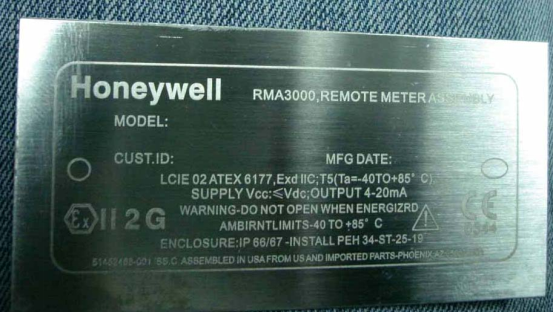 Honeywell RMA3000,REMOTE METER ASSEMBLY
MODEL:
CUST.ID: MFG DATE:
LCIE 02 ATEX 6177,Exd IIC;T5(Ta=-40TO+85° C)
SUPPLY Vcc:≤Vdc;OUTPUT 4-20mA
Ex II 2 G WARNING-DO NOT OPEN WHEN ENERGIZRD CE
AMBIRNTLIMITS-40 TO +85° C
ENCLOSURE:IP 66/67 -INSTALL PEH 34-ST-25-19
ASSEMBLED IN USA FROM US AND IMPORTED PARTS-PHOENIX